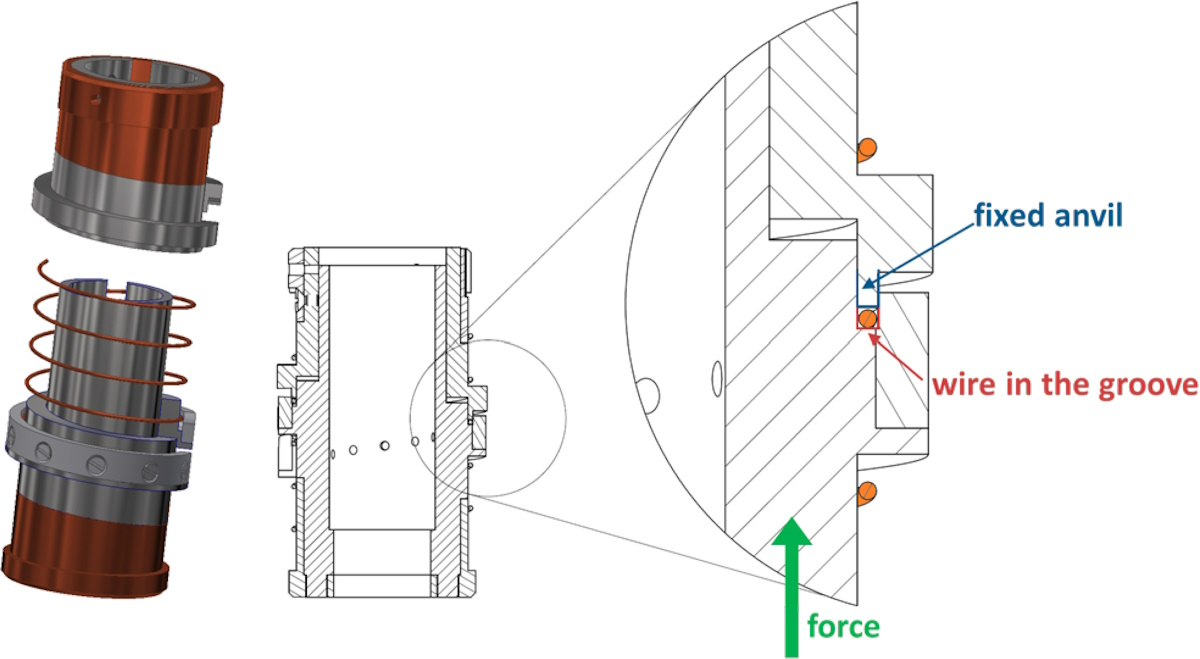 fixed anvil
wire in the groove
force